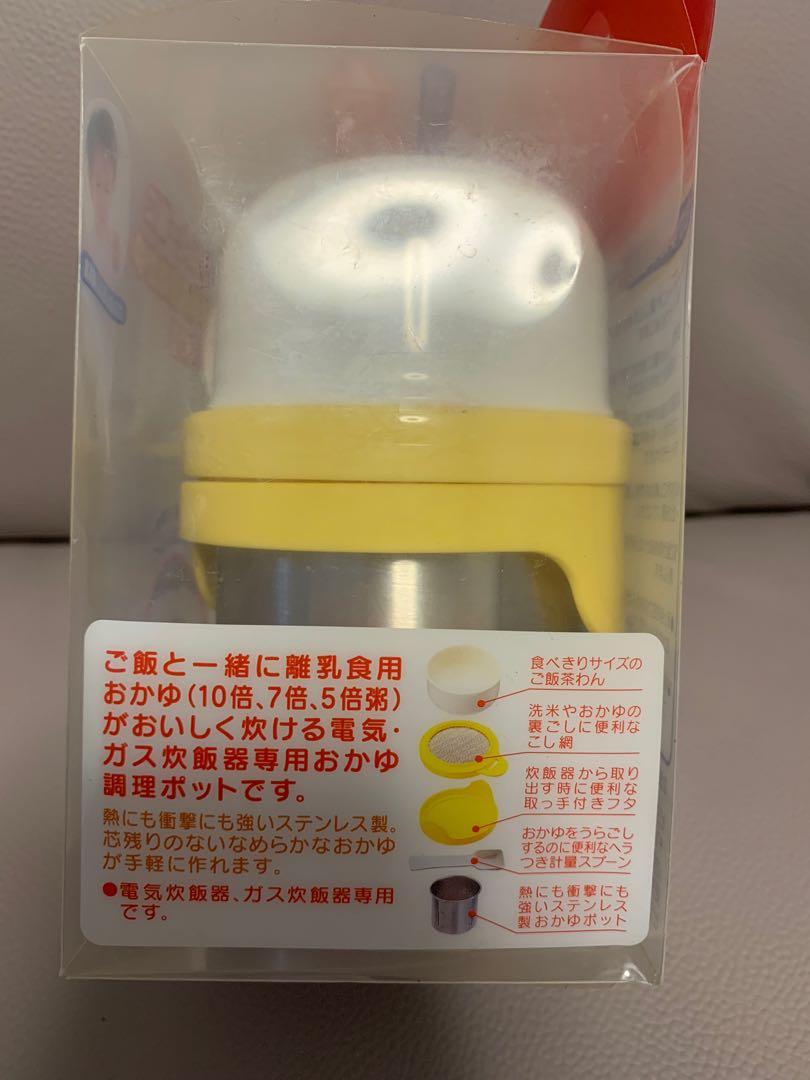 ご飯と一緒に離乳食用
おかゆ(10倍、7倍、5倍粥)
がおいしく炊ける電気・
ガス炊飯器専用おかゆ
調理ポットです。
熱にも衝撃にも強いステンレス製。
芯残りのないなめらかなおかゆ
が手軽に作れます。
●電気炊飯器、ガス炊飯器専用
です。
食べきりサイズの
ご飯茶わん
洗米やおかゆの
裏ごしに便利な
こし網
炊飯器から取り
出す時に便利な
取っ手付きフタ
おかゆをうらごし
するのに便利なヘラ
つき計量スプーン
熱にも衝撃にも
強いステンレス
製おかゆポット